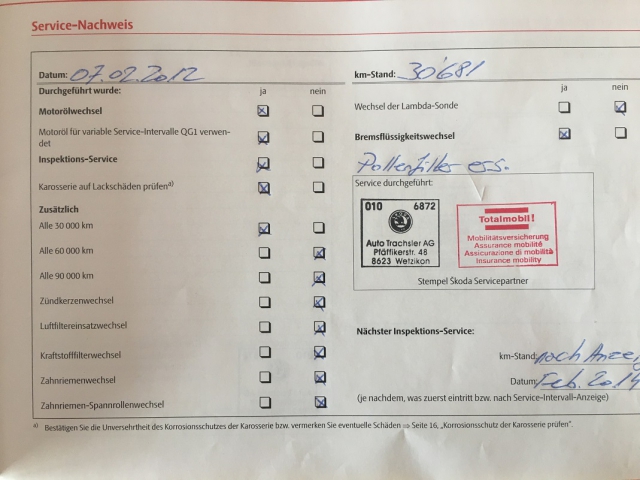 Service-Nachweis
Datum: 07.02.2012
km-Stand: 30'681
Durchgeführt wurde: ja nein
ja nein
Motorölwechsel
Wechsel der Lambda-Sonde
Motoröl für variable Service-Intervalle QG1 verwen-
det
Bremsflüssigkeitswechsel
Inspektions-Service
Pollenfilter ers.
Karosserie auf Lackschäden prüfen a)
Service durchgeführt:
Zusätzlich
Alle 30 000 km
Alle 60 000 km
Alle 90 000 km
Zündkerzenwechsel
Luftfiltereinsatzwechsel
Kraftstofffilterwechsel
Zahnriemenwechsel
Zahnriemen-Spannrollenwechsel
010 6872
Auto Trachsler AG
Pfäffikerstr. 48
8623 Wetzikon
Totalmobil!
Mobilitätsversicherung
Assurance mobilité
Assicurazione di mobilità
Insurance mobility
Stempel Škoda Servicepartner
Nächster Inspektions-Service:
km-Stand: nach Anzei
Datum: Feb. 2014
(je nachdem, was zuerst eintritt bzw. nach Service-Intervall-Anzeige)
a) Bestätigen Sie die Unversehrtheit des Korrosionsschutzes der Karosserie bzw. vermerken Sie eventuelle Schäden ⇒ Seite 16, „Korrosionsschutz der Karosserie prüfen".